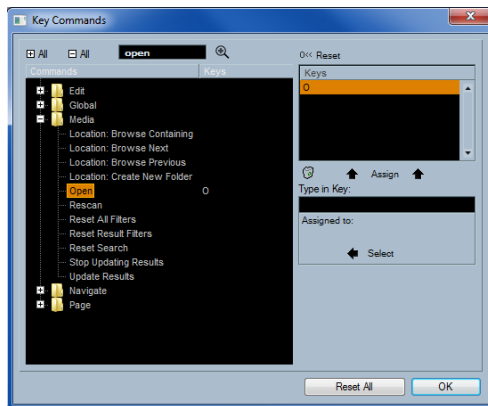 Key Commands
All All open
0<< Reset
Commands Keys
Keys
O
Edit
Global
Media
Location: Browse Containing
Location: Browse Next
Location: Browse Previous
Location: Create New Folder
Open O
Rescan
Reset All Filters
Reset Result Filters
Reset Search
Stop Updating Results
Update Results
Navigate
Page
Assign
Type in Key:
Assigned to:
Select
Reset All OK